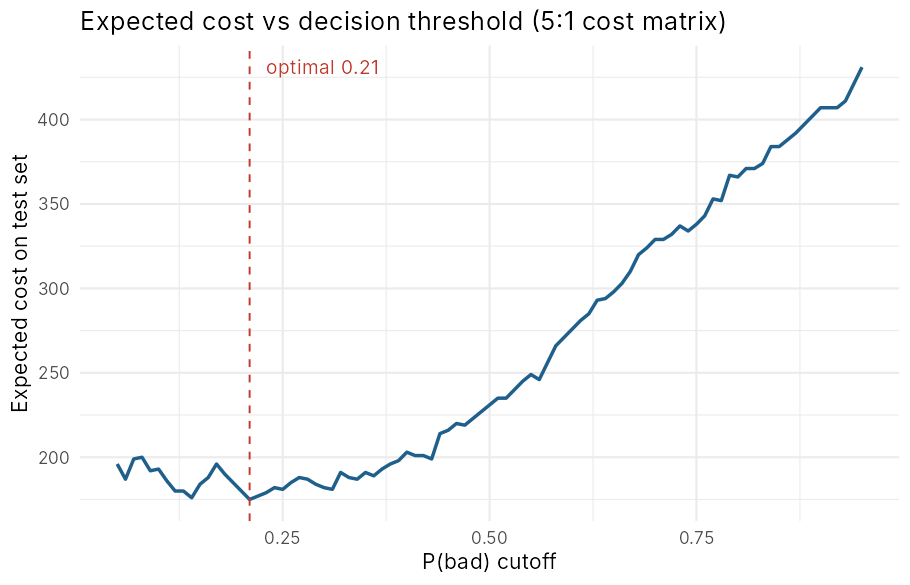 Expected cost vs decision threshold (5:1 cost matrix)
optimal 0.21
Expected cost on test set
400
350
300
250
200
0.25
0.50
0.75
P(bad) cutoff